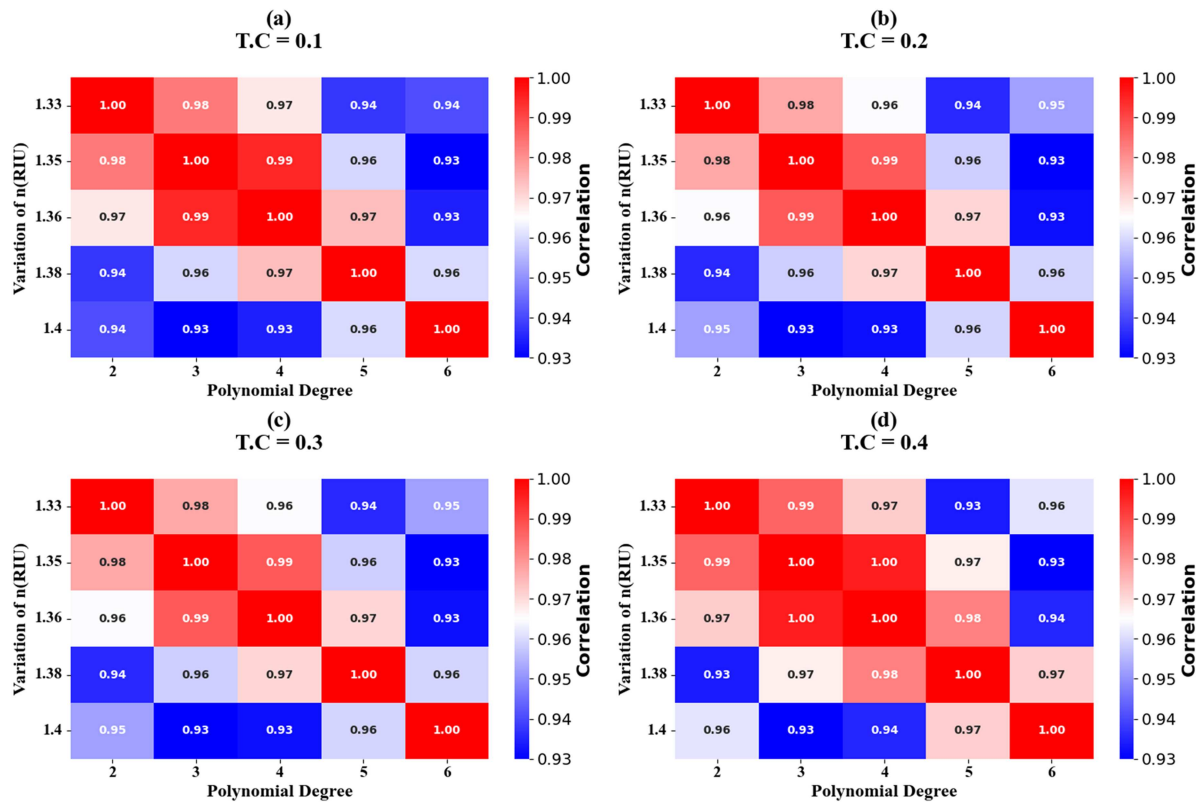 (a)
T.C = 0.1
Variation of n(RIU)
1.33 1.00 0.98 0.97 0.94 0.94
1.35 0.98 1.00 0.99 0.96 0.93
1.36 0.97 0.99 1.00 0.97 0.93
1.38 0.94 0.96 0.97 1.00 0.96
1.4 0.94 0.93 0.93 0.96 1.00
2 3 4 5 6
Polynomial Degree
1.00
0.99
0.98
0.97
0.96
0.95
0.94
0.93
Correlation
(b)
T.C = 0.2
Variation of n(RIU)
1.33 1.00 0.98 0.96 0.94 0.95
1.35 0.98 1.00 0.99 0.96 0.93
1.36 0.96 0.99 1.00 0.97 0.93
1.38 0.94 0.96 0.97 1.00 0.96
1.4 0.95 0.93 0.93 0.96 1.00
2 3 4 5 6
Polynomial Degree
1.00
0.99
0.98
0.97
0.96
0.95
0.94
0.93
Correlation
(c)
T.C = 0.3
Variation of n(RIU)
1.33 1.00 0.98 0.96 0.94 0.95
1.35 0.98 1.00 0.99 0.96 0.93
1.36 0.96 0.99 1.00 0.97 0.93
1.38 0.94 0.96 0.97 1.00 0.96
1.4 0.95 0.93 0.93 0.96 1.00
2 3 4 5 6
Polynomial Degree
1.00
0.99
0.98
0.97
0.96
0.95
0.94
0.93
Correlation
(d)
T.C = 0.4
Variation of n(RIU)
1.33 1.00 0.99 0.97 0.93 0.96
1.35 0.99 1.00 1.00 0.97 0.93
1.36 0.97 1.00 1.00 0.98 0.94
1.38 0.93 0.97 0.98 1.00 0.97
1.4 0.96 0.93 0.94 0.97 1.00
2 3 4 5 6
Polynomial Degree
1.00
0.99
0.98
0.97
0.96
0.95
0.94
0.93
Correlation